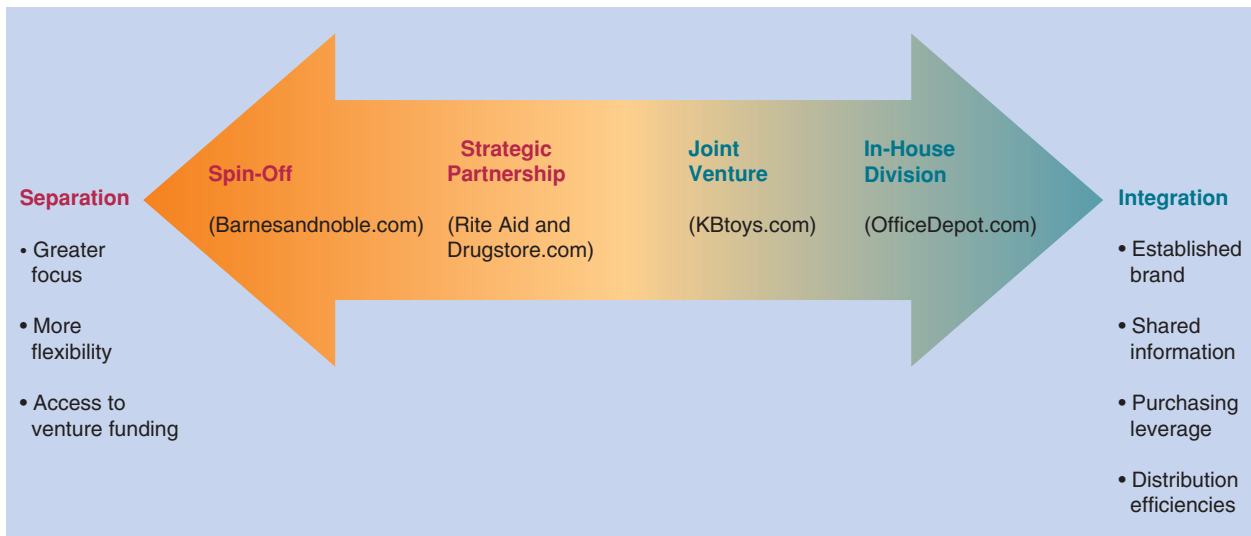 Separation
• Greater
focus
• More
flexibility
• Access to
venture funding
Spin-Off
(Barnesandnoble.com)
Strategic
Partnership
(Rite Aid and
Drugstore.com)
Joint
Venture
(KBtoys.com)
In-House
Division
(OfficeDepot.com)
Integration
• Established
brand
• Shared
information
• Purchasing
leverage
• Distribution
efficiencies